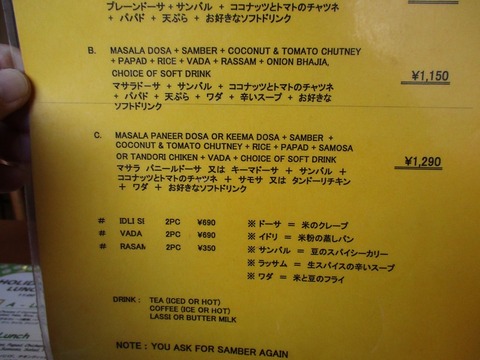 プレーンドーサ + サンバル + ココナッツとトマトのチャツネ
+ パパド + 天ぷら + お好きなソフトドリンク
B. MASALA DOSA + SAMBER + COCONUT & TOMATO CHUTNEY
+ PAPAD + RICE + VADA + RASSAM + ONION BHAJIA,
CHOICE OF SOFT DRINK ¥1,150
マサラドーサ + サンバル + ココナッツとトマトのチャツネ
+ パパド + 天ぷら + ワダ + 辛いスープ + お好きな
ソフトドリンク
C. MASALA PANEER DOSA OR KEEMA DOSA + SAMBER +
COCONUT & TOMATO CHUTNEY + RICE + PAPAD + SAMOSA
OR TANDORI CHIKEN + VADA + CHOICE OF SOFT DRINK ¥1,290
マサラ パニールドーサ 又は キーマドーサ + サンバル +
ココナッツとトマトのチャツネ + サモサ 又は タンドーリチキン
+ ワダ + お好きなソフトドリンク
# IDLI SI 2PC ¥690 ※ ドーサ = 米のクレープ
# VADA 2PC ¥690 ※ イドリ = 米粉の蒸しパン
# RASAM 2PC ¥350 ※ サンバル = 豆のスパイシーカリー
※ ラッサム = 生スパイスの辛いスープ
※ ワダ = 米と豆のフライ
DRINK : TEA (ICED OR HOT)
COFFEE (ICE OR HOT)
LASSI OR BUTTER MILK
NOTE : YOU ASK FOR SAMBER AGAIN